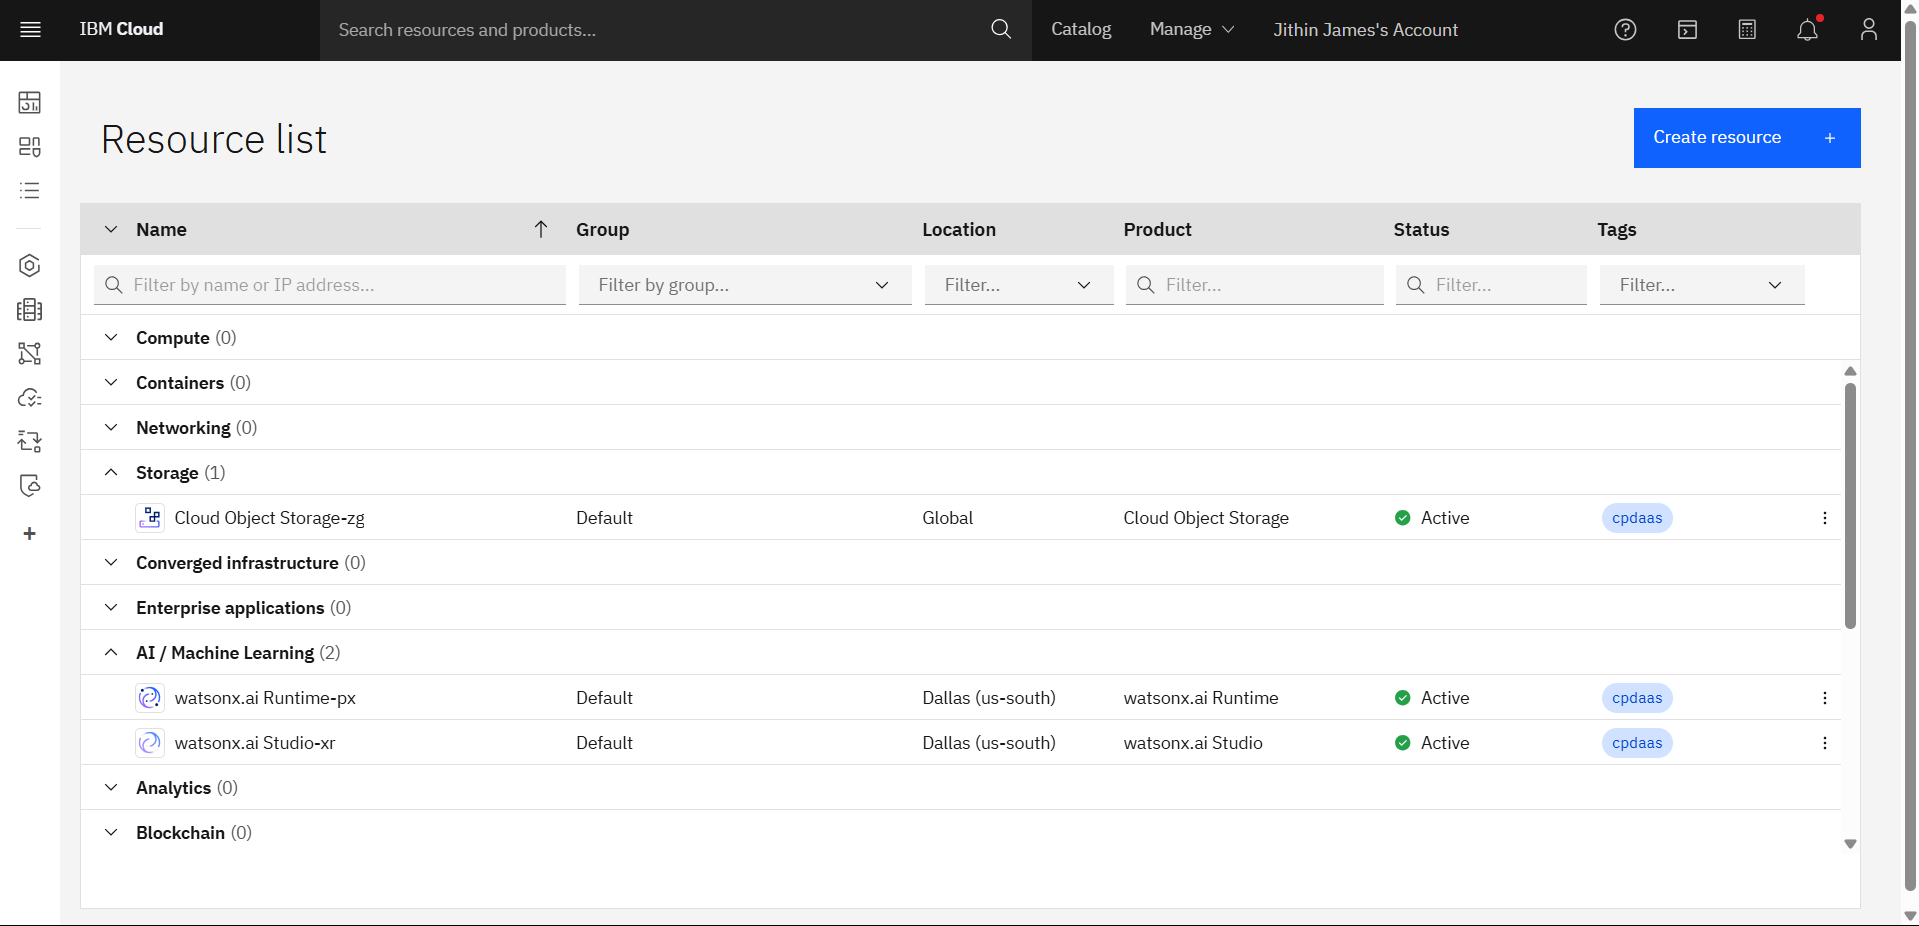 IBM Cloud Search resources and products... Catalog Manage Jithin James's Account
Resource list
Create resource +
Name Group Location Product Status Tags
Filter by name or IP address... Filter by group... Filter... Filter... Filter... Filter...
Compute (0)
Containers (0)
Networking (0)
Storage (1)
Cloud Object Storage-zg Default Global Cloud Object Storage Active cpdaas
Converged infrastructure (0)
Enterprise applications (0)
AI / Machine Learning (2)
watsonx.ai Runtime-px Default Dallas (us-south) watsonx.ai Runtime Active cpdaas
watsonx.ai Studio-xr Default Dallas (us-south) watsonx.ai Studio Active cpdaas
Analytics (0)
Blockchain (0)